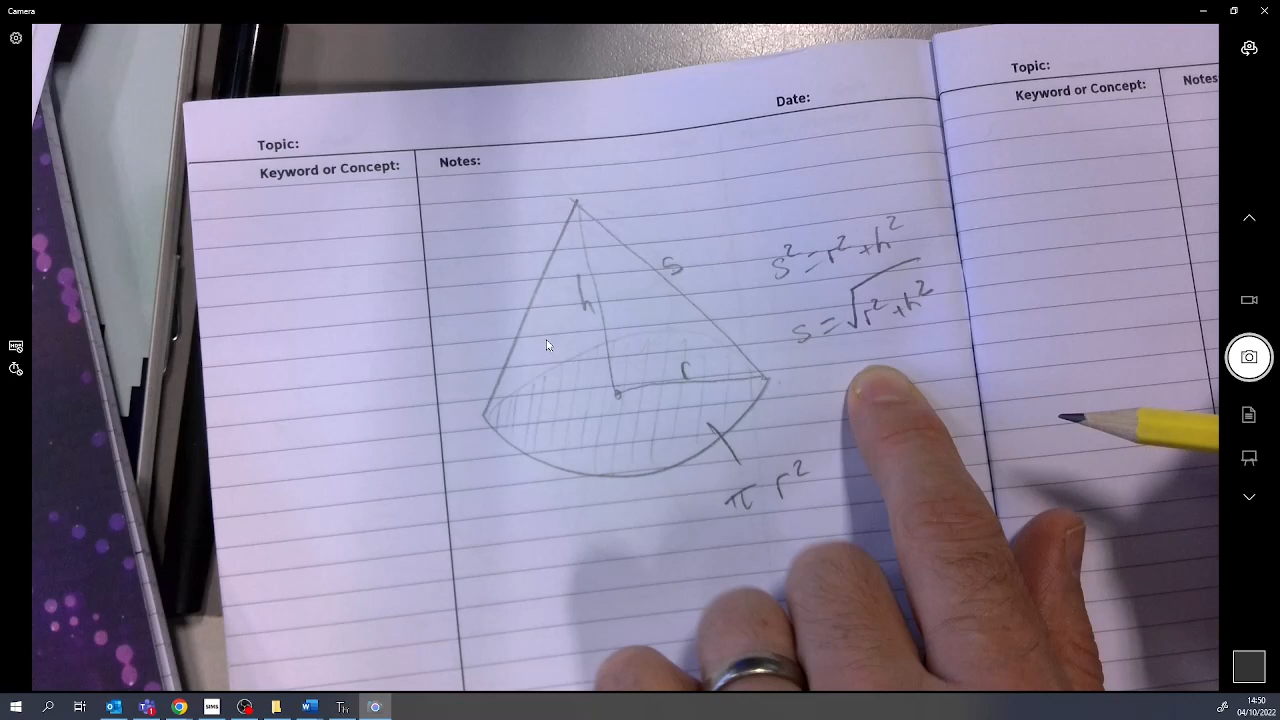 Camera
Topic:
Date:
Keyword or Concept:
Notes:
Topic:
Keyword or Concept:
Notes
h
s
r
s² = r² + h²
s = √r² + h²
π r²
14:50
04/10/2022